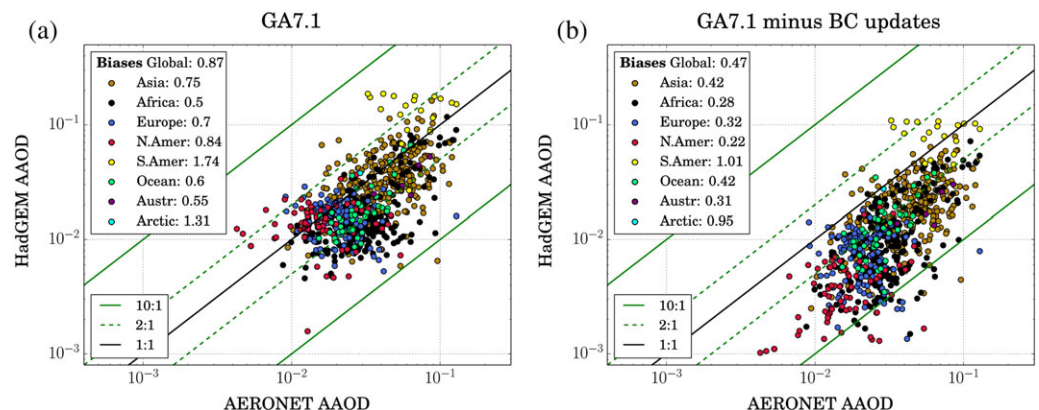 (a)
GA7.1
Biases Global: 0.87
Asia: 0.75
Africa: 0.5
Europe: 0.7
N.Amer: 0.84
S.Amer: 1.74
Ocean: 0.6
Austr: 0.55
Arctic: 1.31
10:1
2:1
1:1
HadGEM AAOD
10⁻¹
10⁻²
10⁻³
10⁻³ 10⁻² 10⁻¹
AERONET AAOD
(b)
GA7.1 minus BC updates
Biases Global: 0.47
Asia: 0.42
Africa: 0.28
Europe: 0.32
N.Amer: 0.22
S.Amer: 1.01
Ocean: 0.42
Austr: 0.31
Arctic: 0.95
10:1
2:1
1:1
HadGEM AAOD
10⁻¹
10⁻²
10⁻³
10⁻³ 10⁻² 10⁻¹
AERONET AAOD